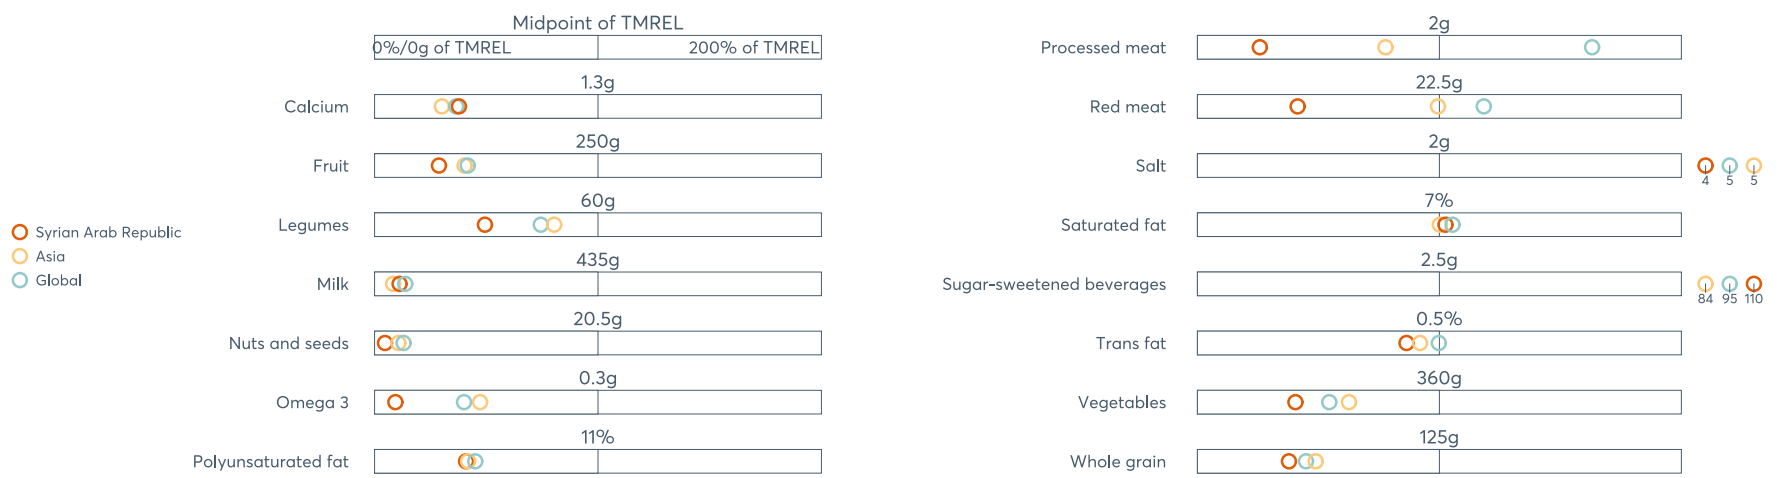 Midpoint of TMREL
0%/0g of TMREL 200% of TMREL
1.3g
Calcium
250g
Fruit
60g
Legumes
435g
Milk
20.5g
Nuts and seeds
0.3g
Omega 3
11%
Polyunsaturated fat
Syrian Arab Republic
Asia
Global
2g
Processed meat
22.5g
Red meat
2g
Salt
4 5 5
7%
Saturated fat
2.5g
Sugar-sweetened beverages
84 95 110
0.5%
Trans fat
360g
Vegetables
125g
Whole grain